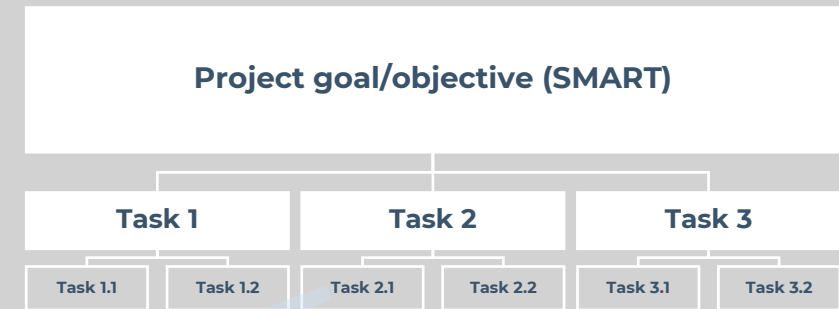 Project goal/objective (SMART)
Task 1
Task 2
Task 3
Task 1.1
Task 1.2
Task 2.1
Task 2.2
Task 3.1
Task 3.2